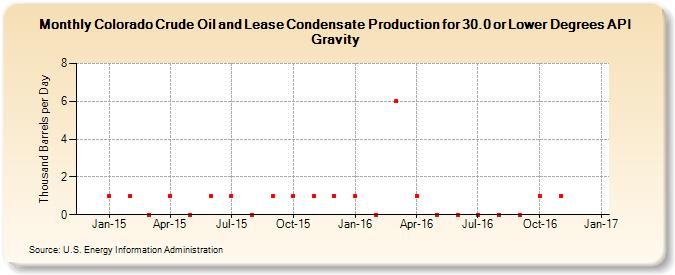 Monthly Colorado Crude Oil and Lease Condensate Production for 30.0 or Lower Degrees API
Gravity
Thousand Barrels per Day
8
6
4
2
0
Jan-15 Apr-15 Jul-15 Oct-15 Jan-16 Apr-16 Jul-16 Oct-16 Jan-17
Source: U.S. Energy Information Administration